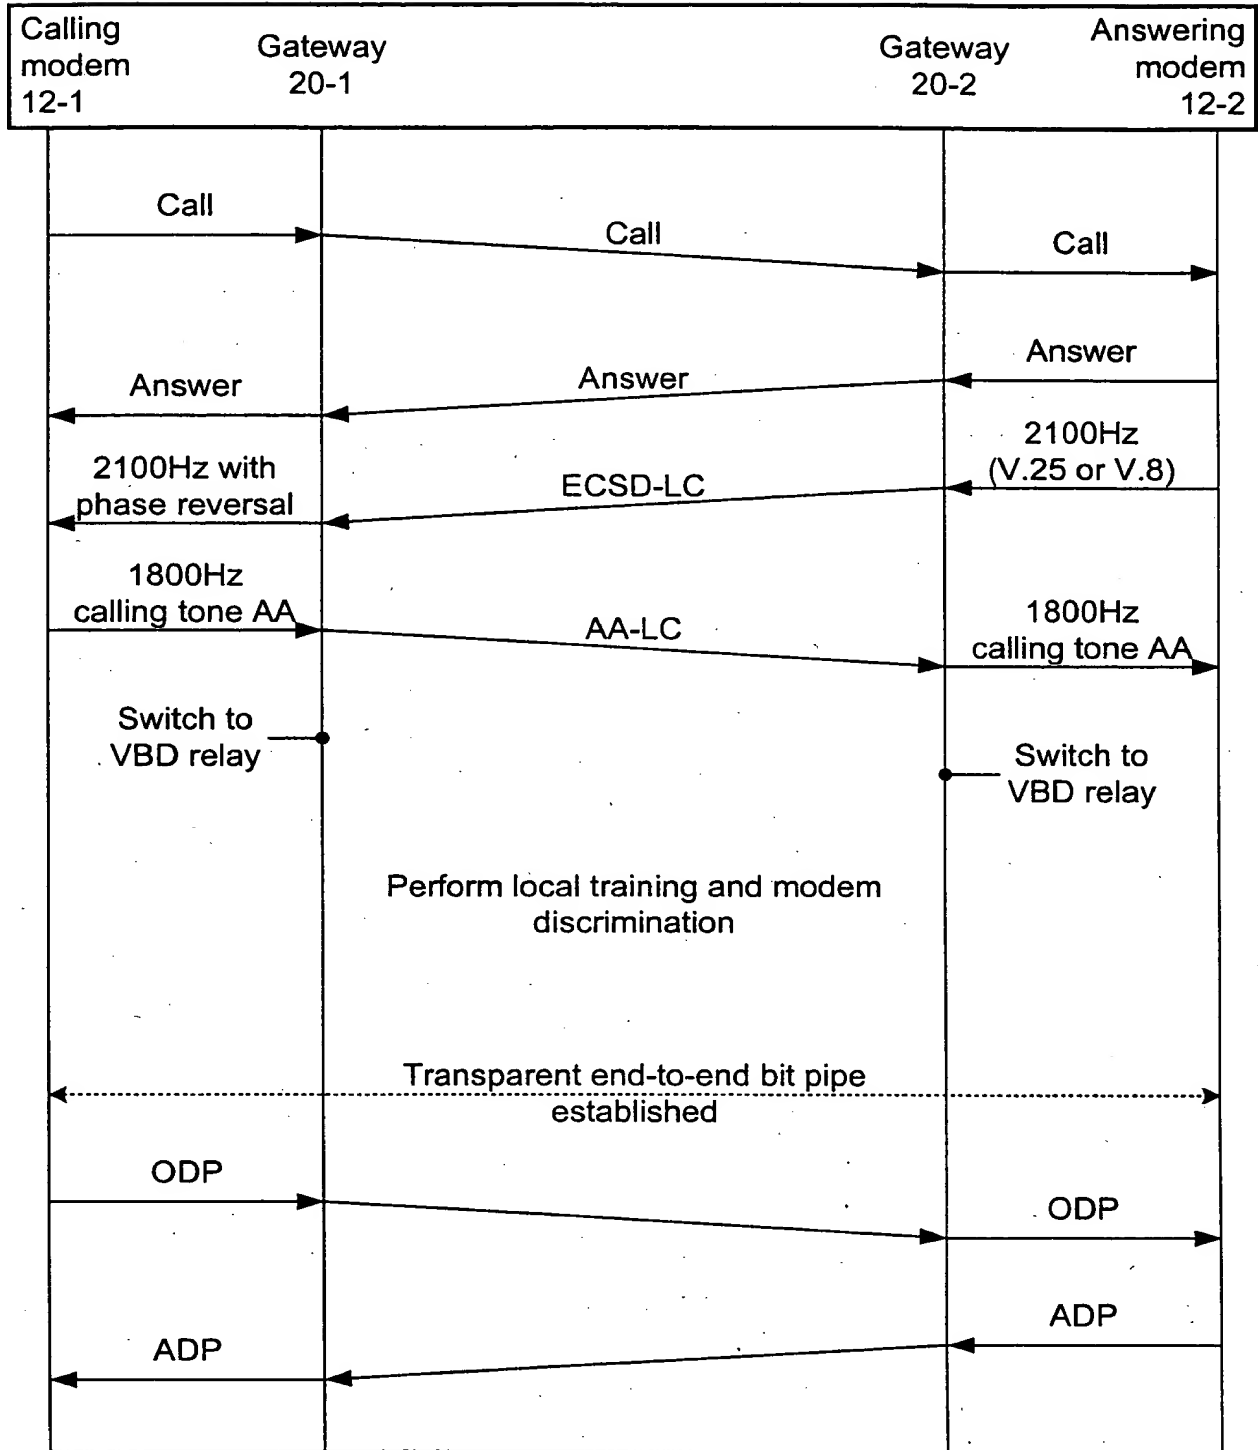 Calling
modem
12-1
Gateway
20-1
Gateway
20-2
Answering
modem
12-2
Call
Call
Call
Answer
Answer
Answer
2100Hz
(V.25 or V.8)
ECSD-LC
2100Hz with
phase reversal
1800Hz
calling tone AA
AA-LC
1800Hz
calling tone AA
Switch to
VBD relay
Switch to
VBD relay
Perform local training and modem
discrimination
Transparent end-to-end bit pipe
established
ODP
ODP
ADP
ADP